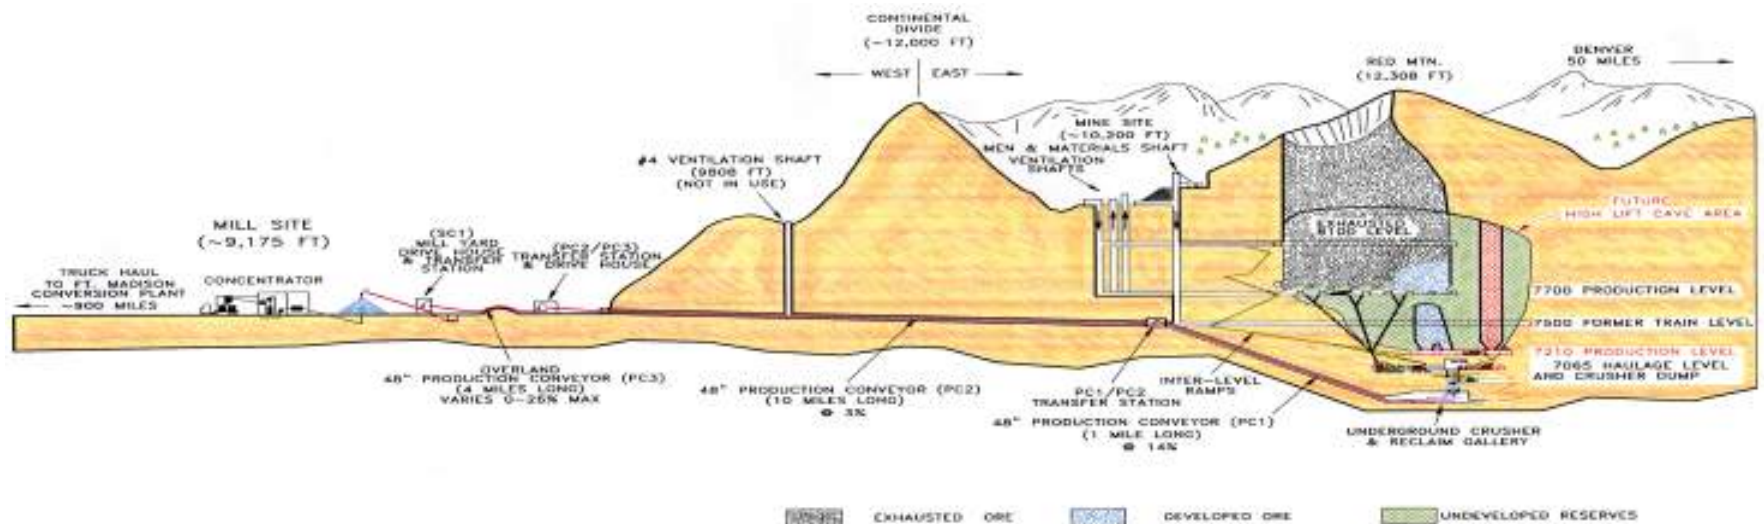 CONTINENTAL
DIVIDE
(~12,000 FT)
WEST
EAST
DENVER
50 MILES
RED MTN.
(12,308 FT)
MINE SITE
(~10,200 FT)
MEN & MATERIALS SHAFT
VENTILATION
SHAFTS
#4 VENTILATION SHAFT
(9808 FT)
(NOT IN USE)
FUTURE
HIGH LIFT CAVE AREA
EXHAUSTED
8100 LEVEL
MILL SITE
(~9,175 FT)
(SC1)
MILL YARD
DRIVE HOUSE
& TRANSFER
STATION
(PC2/PC3)
TRANSFER STATION
& DRIVE HOUSE
TRUCK HAUL
TO FT. MADISON
CONVERSION PLANT
~900 MILES
CONCENTRATOR
7700 PRODUCTION LEVEL
7500 FORMER TRAIN LEVEL
7210 PRODUCTION LEVEL
7065 HAULAGE LEVEL
AND CRUSHER DUMP
OVERLAND
48" PRODUCTION CONVEYOR (PC3)
(4 MILES LONG)
VARIES 0-25% MAX
48" PRODUCTION CONVEYOR (PC2)
(10 MILES LONG)
@ 3%
PC1/PC2
TRANSFER STATION
INTER-LEVEL
RAMPS
48" PRODUCTION CONVEYOR (PC1)
(1 MILE LONG)
@ 14%
UNDERGROUND CRUSHER
& RECLAIM GALLERY
EXHAUSTED ORE
DEVELOPED ORE
UNDEVELOPED RESERVES